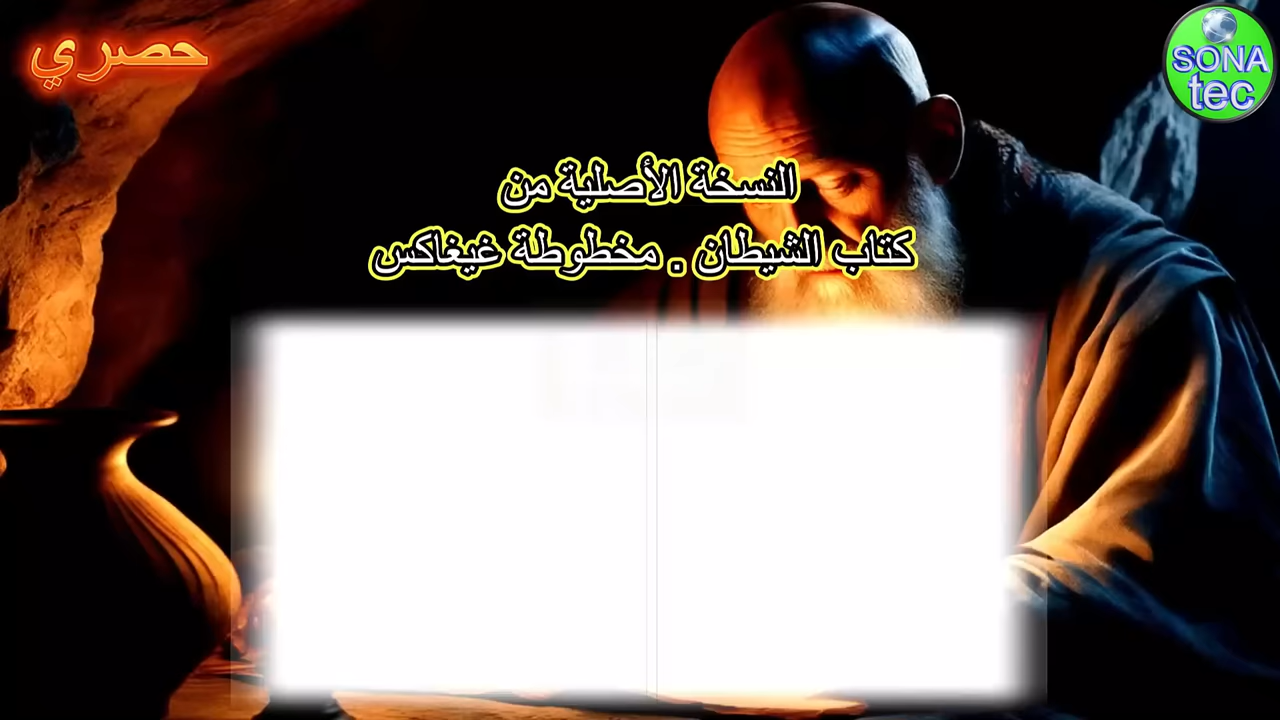 حصري
SONA
tec
النسخة الأصلية من
كتاب الشيطان . مخطوطة غيغاكس